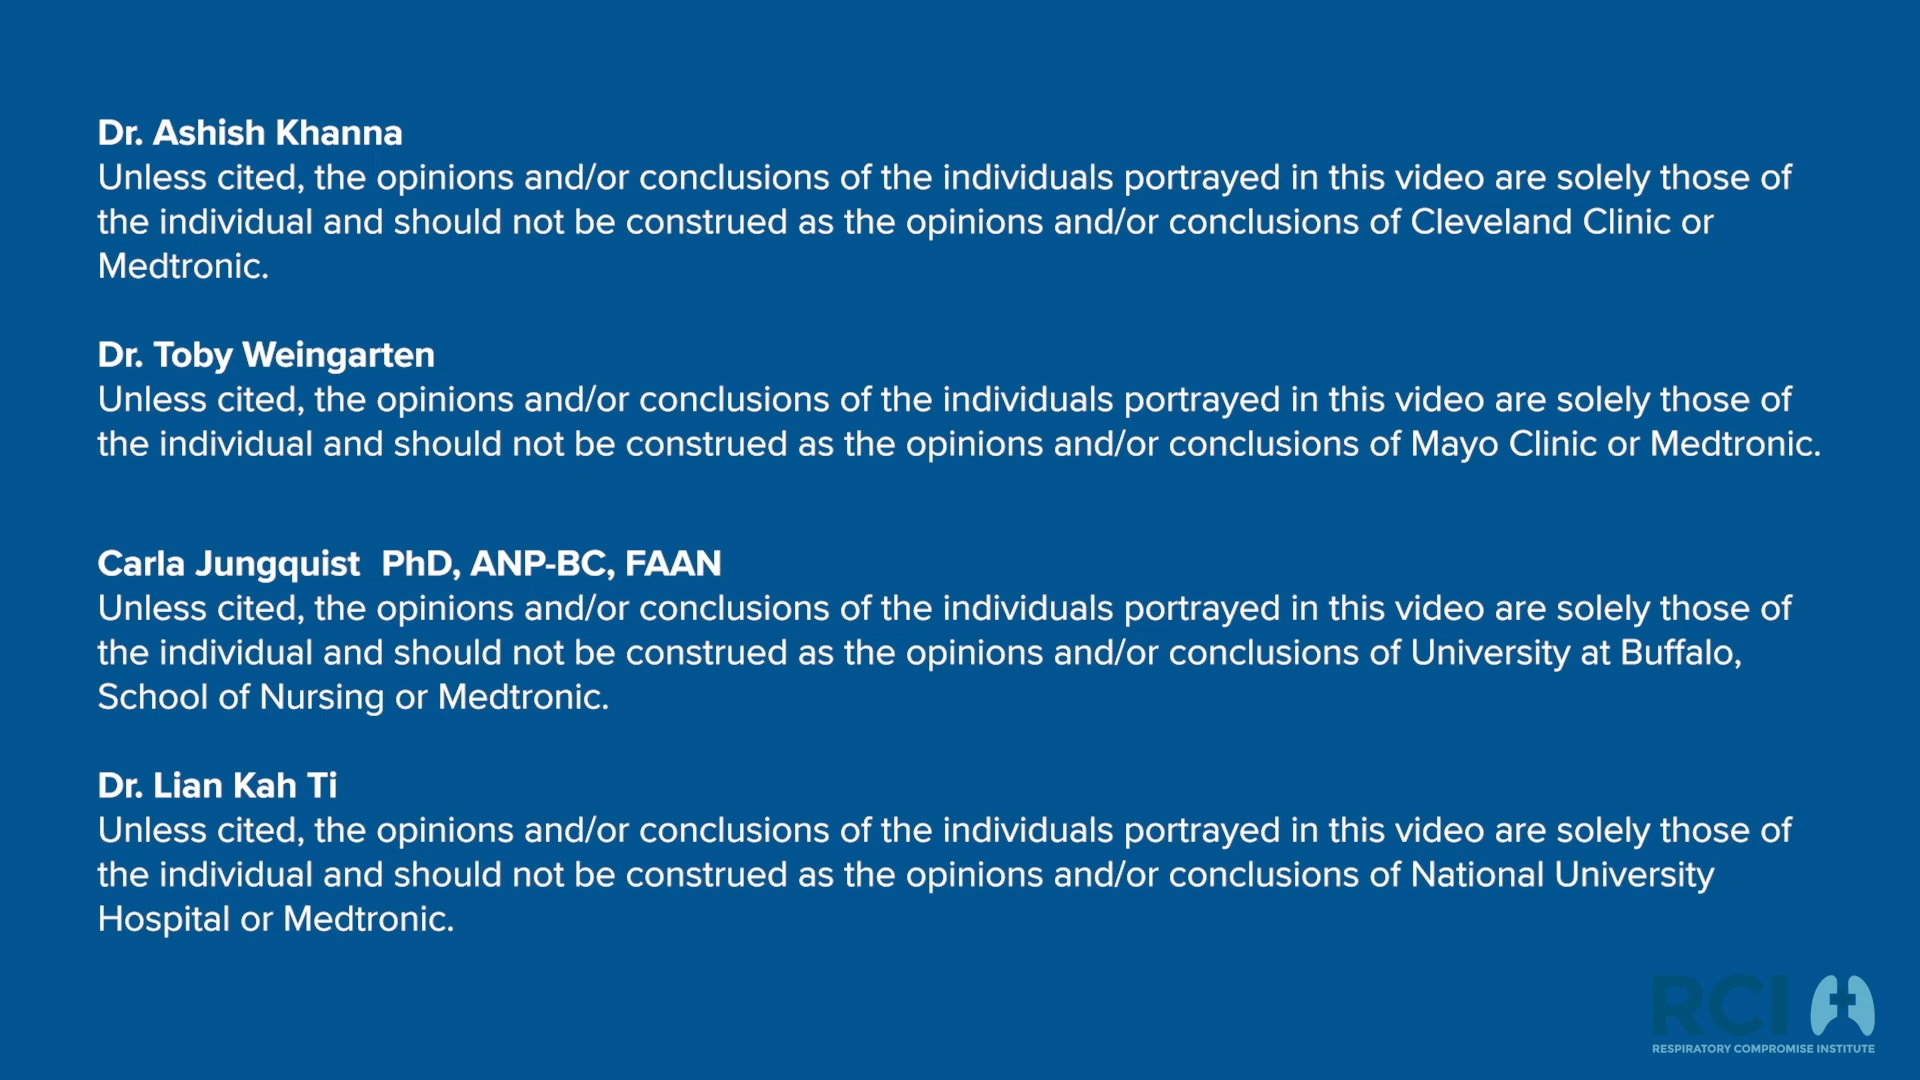 Dr. Ashish Khanna
Unless cited, the opinions and/or conclusions of the individuals portrayed in this video are solely those of
the individual and should not be construed as the opinions and/or conclusions of Cleveland Clinic or
Medtronic.
Dr. Toby Weingarten
Unless cited, the opinions and/or conclusions of the individuals portrayed in this video are solely those of
the individual and should not be construed as the opinions and/or conclusions of Mayo Clinic or Medtronic.
Carla Jungquist  PhD, ANP-BC, FAAN
Unless cited, the opinions and/or conclusions of the individuals portrayed in this video are solely those of
the individual and should not be construed as the opinions and/or conclusions of University at Buffalo,
School of Nursing or Medtronic.
Dr. Lian Kah Ti
Unless cited, the opinions and/or conclusions of the individuals portrayed in this video are solely those of
the individual and should not be construed as the opinions and/or conclusions of National University
Hospital or Medtronic.
RCI
RESPIRATORY COMPROMISE INSTITUTE